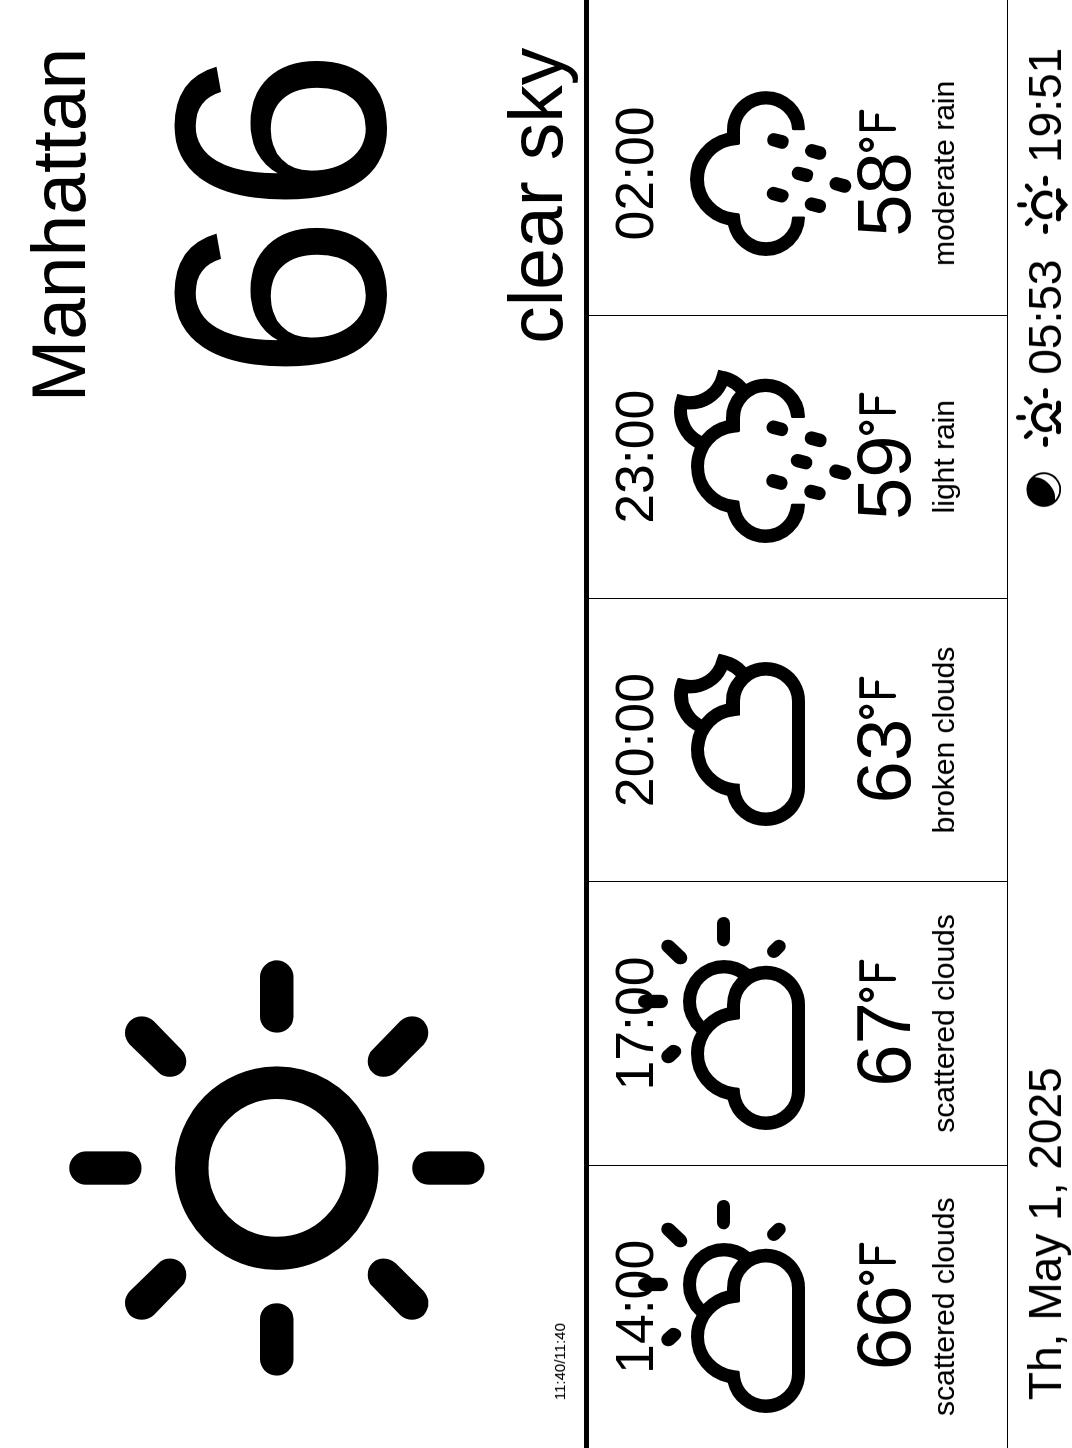 Manhattan
66
11:40/11:40 clear sky
14:00 17:00 20:00 23:00 02:00
66°F 67°F 63°F 59°F 58°F
scattered clouds scattered clouds broken clouds light rain moderate rain
Th, May 1, 2025 05:53 19:51